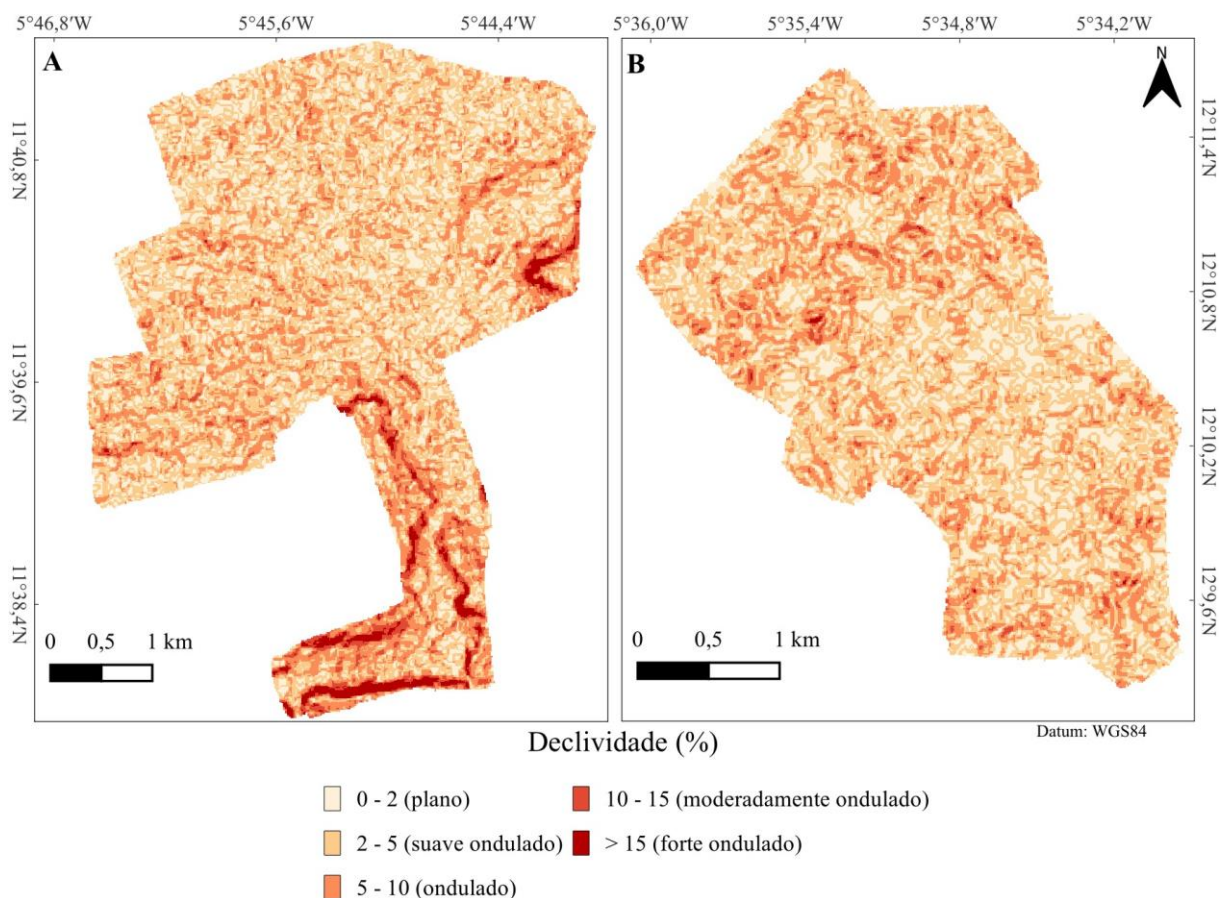 5°46,8′W 5°45,6′W 5°44,4′W 5°36,0′W 5°35,4′W 5°34,8′W 5°34,2′W
A B N
11°40,8′N
11°39,6′N
11°38,4′N
12°11,4′N
12°10,8′N
12°10,2′N
12°9,6′N
0 0,5 1 km
0 0,5 1 km
Datum: WGS84
Declividade (%)
0 - 2 (plano)
2 - 5 (suave ondulado)
5 - 10 (ondulado)
10 - 15 (moderadamente ondulado)
> 15 (forte ondulado)